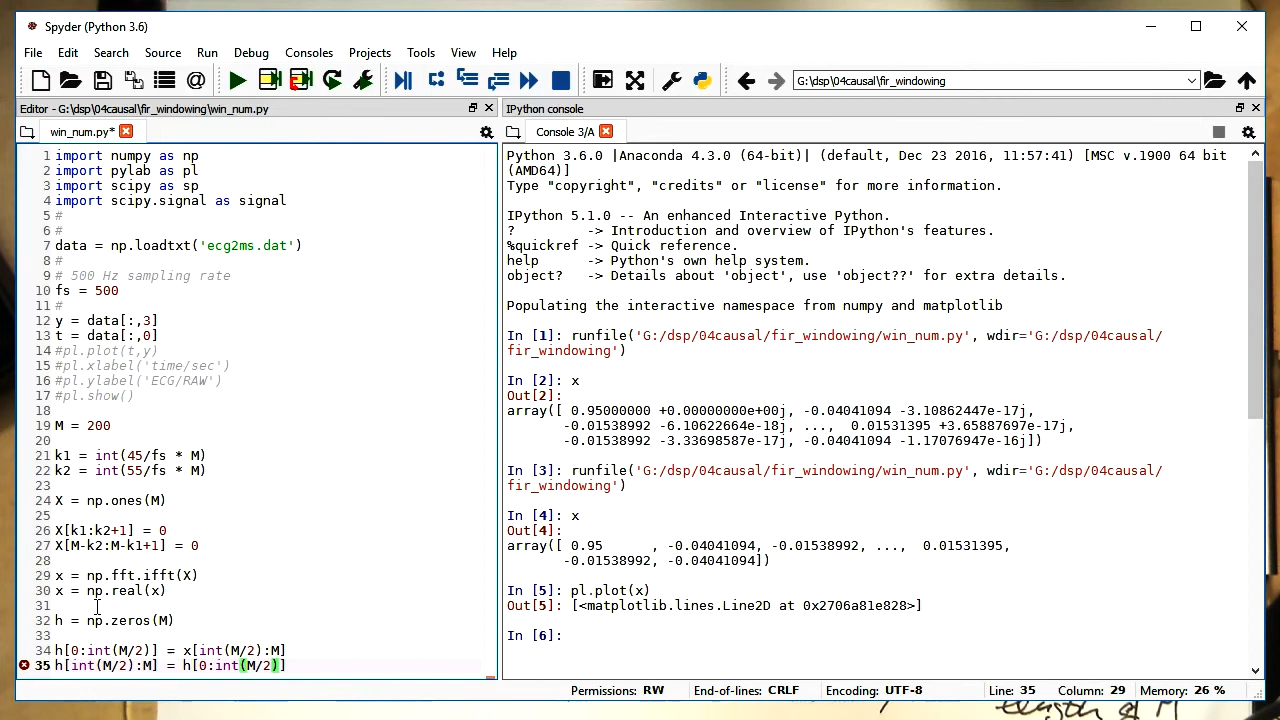 Spyder (Python 3.6)
File Edit Search Source Run Debug Consoles Projects Tools View Help
G:\dsp\04causal\fir_windowing
Editor - G:\dsp\04causal\fir_windowing\win_num.py
IPython console
win_num.py*
Console 3/A
1 import numpy as np
2 import pylab as pl
3 import scipy as sp
4 import scipy.signal as signal
5 #
6 #
7 data = np.loadtxt('ecg2ms.dat')
8 #
9 # 500 Hz sampling rate
10 fs = 500
11 #
12 y = data[:,3]
13 t = data[:,0]
14 #pl.plot(t,y)
15 #pl.xlabel('time/sec')
16 #pl.ylabel('ECG/RAW')
17 #pl.show()
18
19 M = 200
20
21 k1 = int(45/fs * M)
22 k2 = int(55/fs * M)
23
24 X = np.ones(M)
25
26 X[k1:k2+1] = 0
27 X[M-k2:M-k1+1] = 0
28
29 x = np.fft.ifft(X)
30 x = np.real(x)
31
32 h = np.zeros(M)
33
34 h[0:int(M/2)] = x[int(M/2):M]
35 h[int(M/2):M] = h[0:int(M/2)]
Python 3.6.0 |Anaconda 4.3.0 (64-bit)| (default, Dec 23 2016, 11:57:41) [MSC v.1900 64 bit
(AMD64)]
Type "copyright", "credits" or "license" for more information.
IPython 5.1.0 -- An enhanced Interactive Python.
? -> Introduction and overview of IPython's features.
%quickref -> Quick reference.
help -> Python's own help system.
object? -> Details about 'object', use 'object??' for extra details.
Populating the interactive namespace from numpy and matplotlib
In [1]: runfile('G:/dsp/04causal/fir_windowing/win_num.py', wdir='G:/dsp/04causal/
fir_windowing')
In [2]: x
Out[2]:
array([ 0.95000000 +0.00000000e+00j, -0.04041094 -3.10862447e-17j,
-0.01538992 -6.10622664e-18j, ..., 0.01531395 +3.65887697e-17j,
-0.01538992 -3.33698587e-17j, -0.04041094 -1.17076947e-16j])
In [3]: runfile('G:/dsp/04causal/fir_windowing/win_num.py', wdir='G:/dsp/04causal/
fir_windowing')
In [4]: x
Out[4]:
array([ 0.95 , -0.04041094, -0.01538992, ..., 0.01531395,
-0.01538992, -0.04041094])
In [5]: pl.plot(x)
Out[5]: [<matplotlib.lines.Line2D at 0x2706a81e828>]
In [6]:
Permissions: RW End-of-lines: CRLF Encoding: UTF-8 Line: 35 Column: 29 Memory: 26 %
length of M